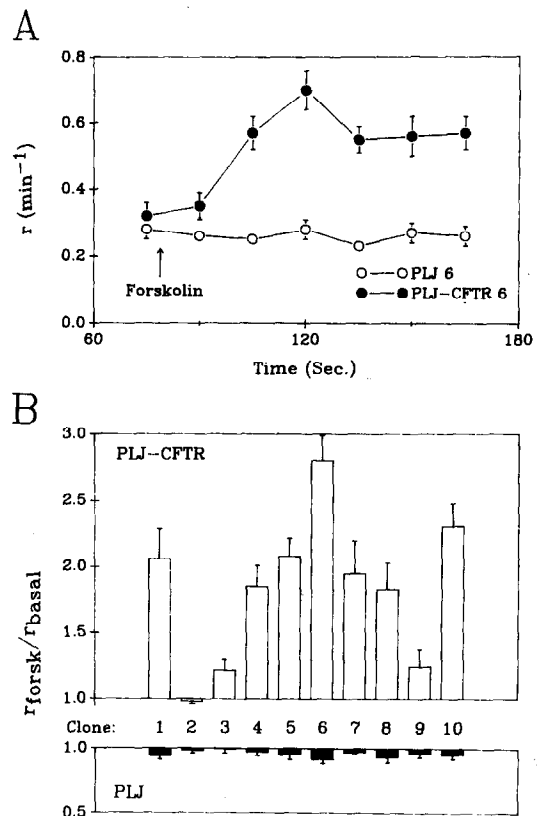 A
0.8
0.6
0.4
0.2
0.0
r (min⁻¹)
Forskolin
PLJ 6
PLJ-CFTR 6
60
120
180
Time (Sec.)
B
3.0
2.5
2.0
1.5
1.0
rforsk/rbasal
PLJ-CFTR
Clone: 1 2 3 4 5 6 7 8 9 10
1.0
PLJ
0.5